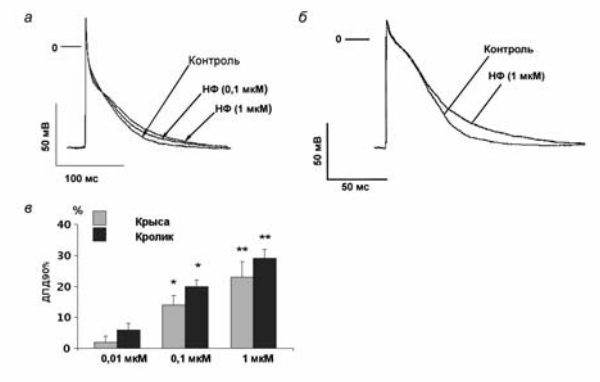 а
0
Контроль
НФ (0,1 мкМ)
НФ (1 мкМ)
50 мВ
100 мс
б
0
Контроль
НФ (1 мкМ)
50 мВ
50 мс
в
%
Крыса
Кролик
ДПД90%
40
30
20
10
0
* * ** **
0,01 мкМ 0,1 мкМ 1 мкМ